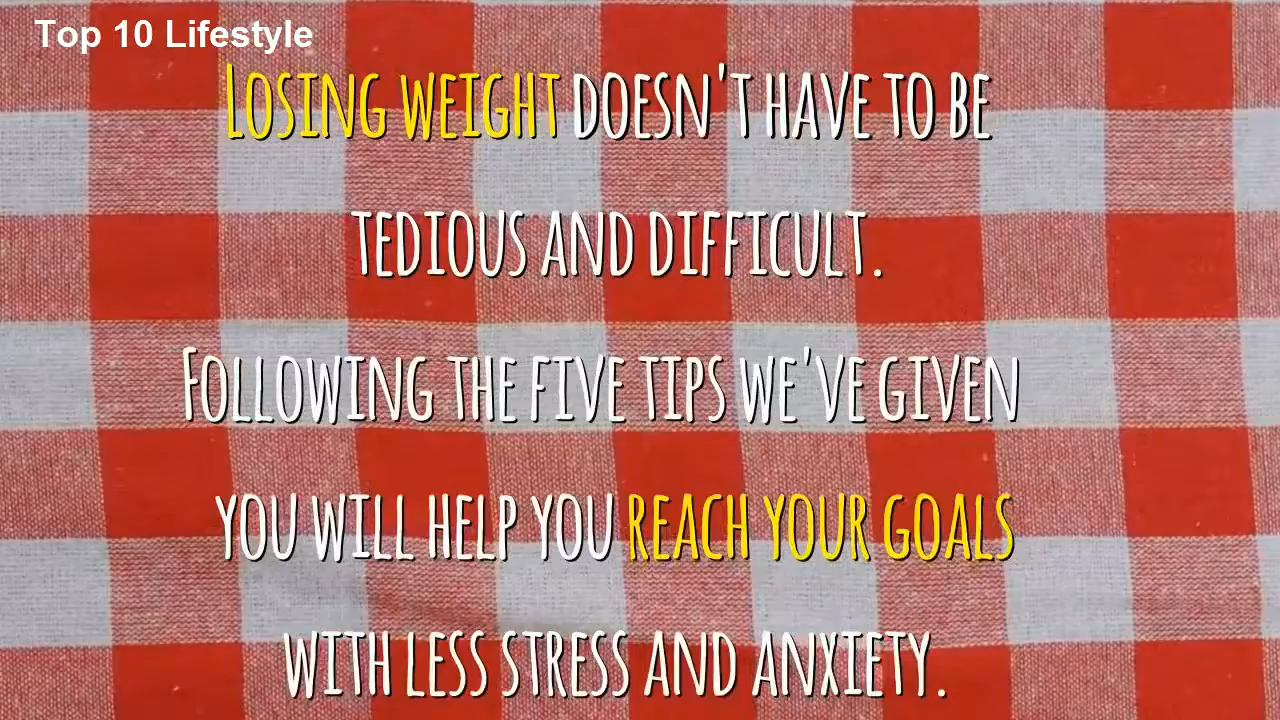 Top 10 Lifestyle
Losing weight doesn't have to be
tedious and difficult.
Following the five tips we've given
you will help you reach your goals
with less stress and anxiety.